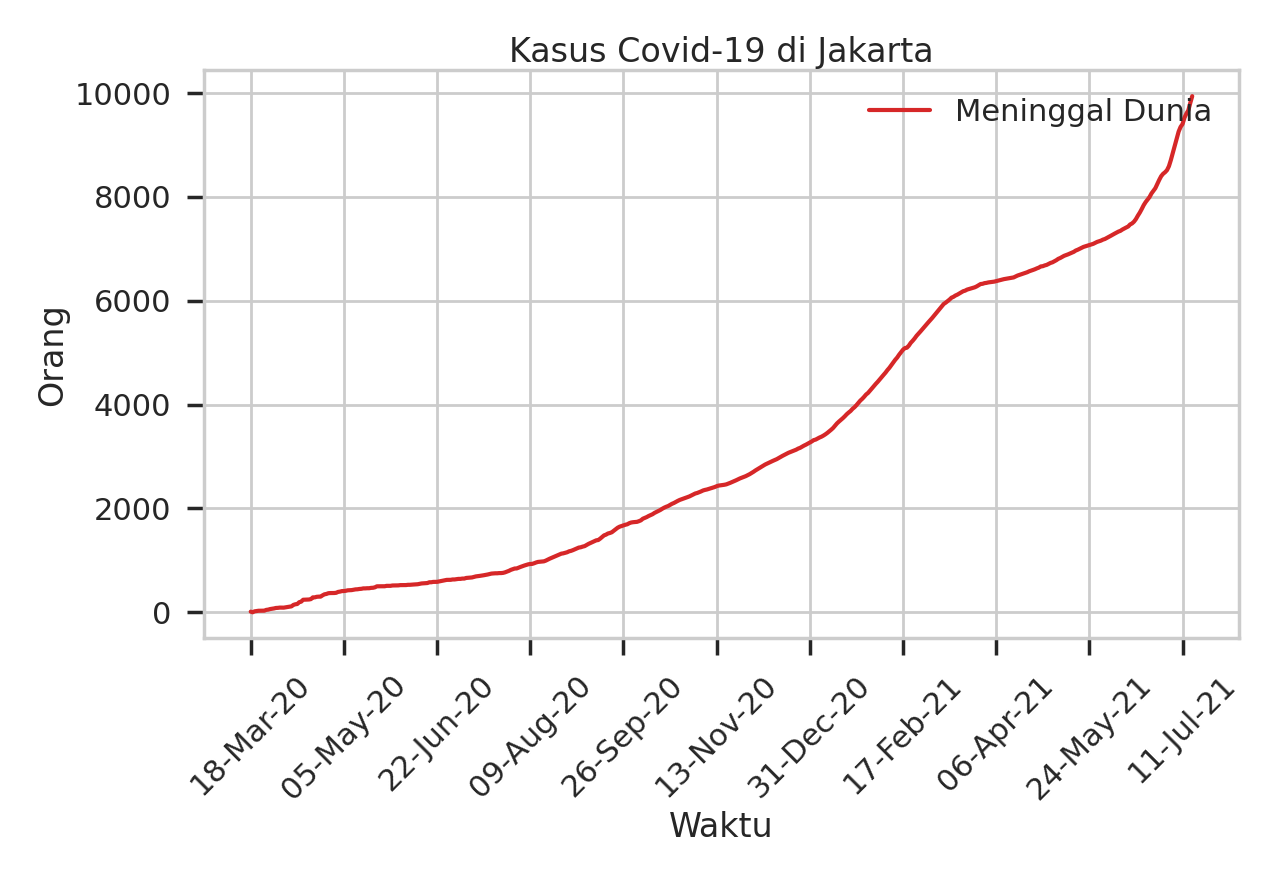 Kasus Covid-19 di Jakarta
Meninggal Dunia
Orang
10000
8000
6000
4000
2000
0
18-Mar-20
05-May-20
22-Jun-20
09-Aug-20
26-Sep-20
13-Nov-20
31-Dec-20
17-Feb-21
06-Apr-21
24-May-21
11-Jul-21
Waktu